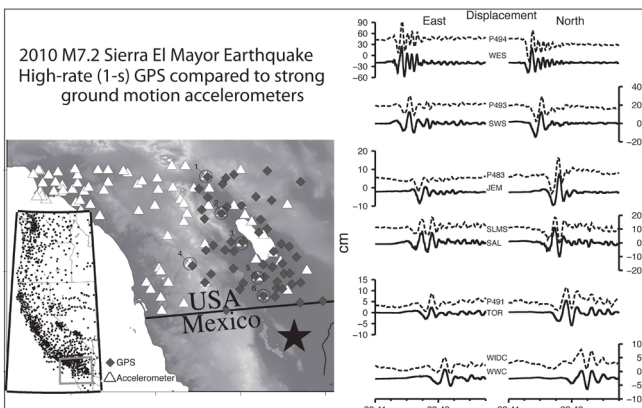 2010 M7.2 Sierra El Mayor Earthquake
High-rate (1-s) GPS compared to strong
ground motion accelerometers
1
2
3
4
5
6
USA
Mexico
GPS
Accelerometer
Displacement
East
North
cm
90
60
30
0
−30
−60
P494
WES
40
20
0
−20
P493
SWS
20
10
0
−10
P483
JEM
20
10
0
−10
SLMS
SAL
15
10
5
0
−5
−10
P491
TOR
10
5
0
−5
−10
WIDC
WWC